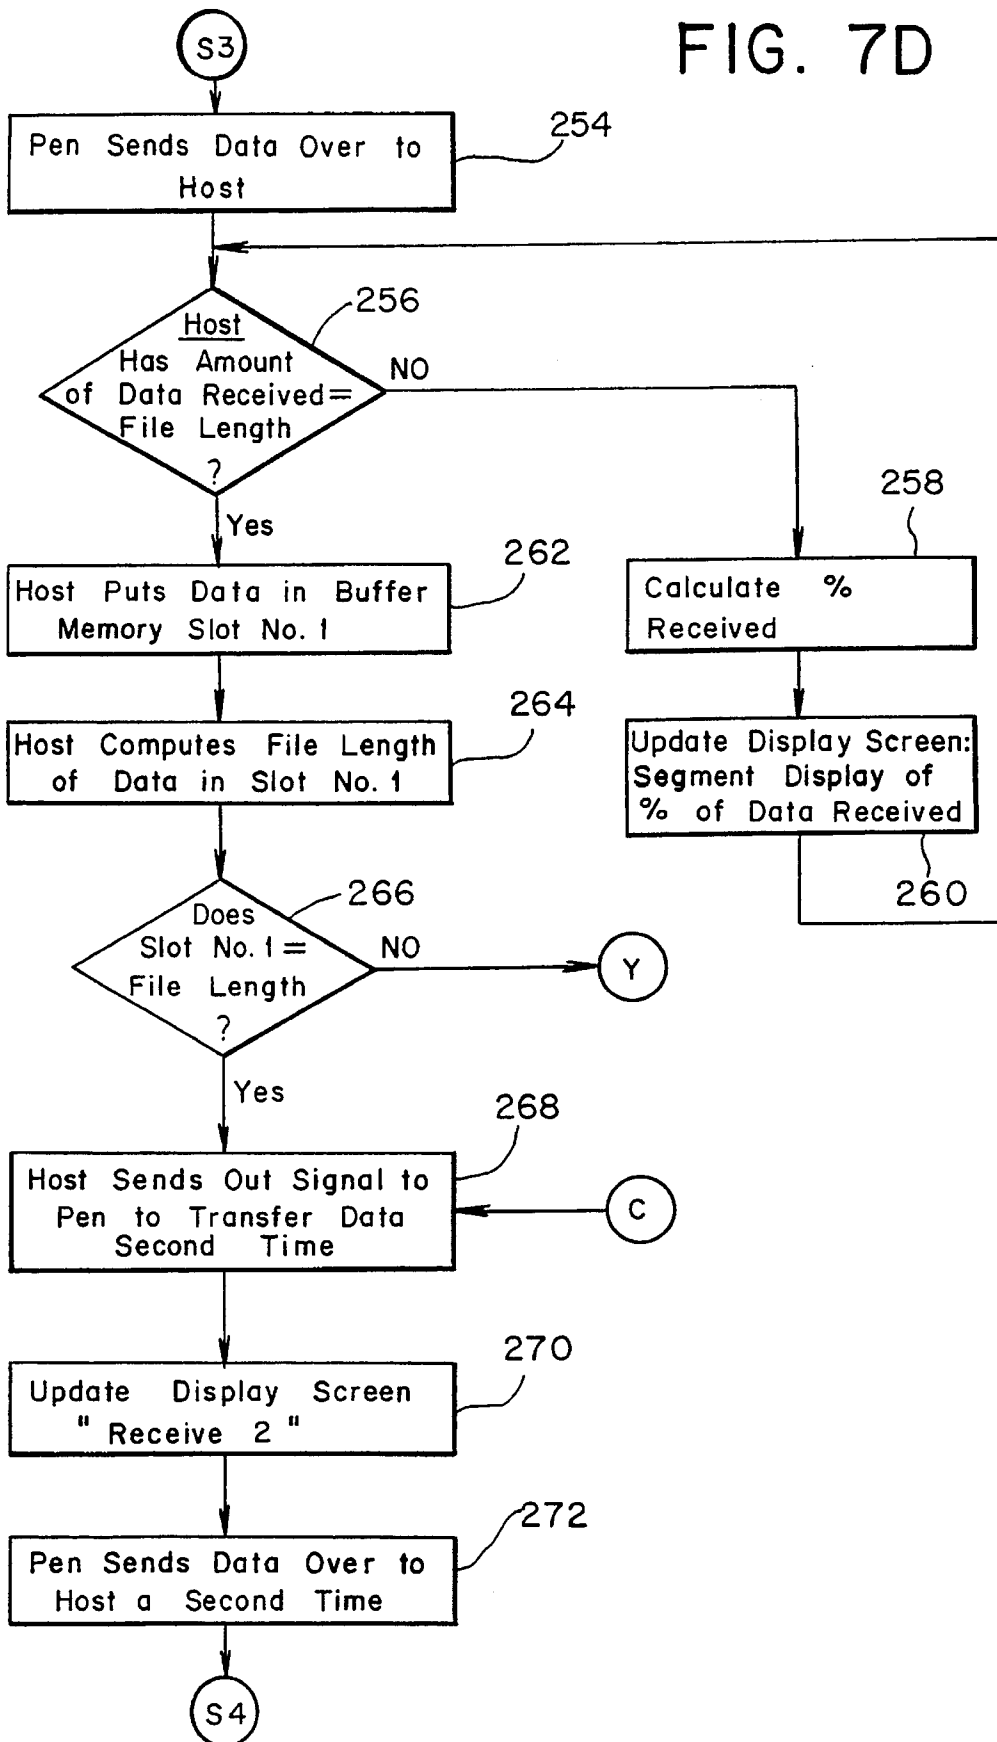 FIG. 7D
S3
Pen Sends Data Over to
Host
254
Host
Has Amount
of Data Received=
File Length
?
256
NO
Yes
258
Calculate %
Received
Update Display Screen:
Segment Display of
% of Data Received
260
Host Puts Data in Buffer
Memory Slot No. 1
262
Host Computes File Length
of Data in Slot No. 1
264
Does
Slot No. 1 =
File Length
?
266
NO
Y
Yes
Host Sends Out Signal to
Pen to Transfer Data
Second Time
268
C
Update Display Screen
" Receive 2 "
270
Pen Sends Data Over to
Host a Second Time
272
S4